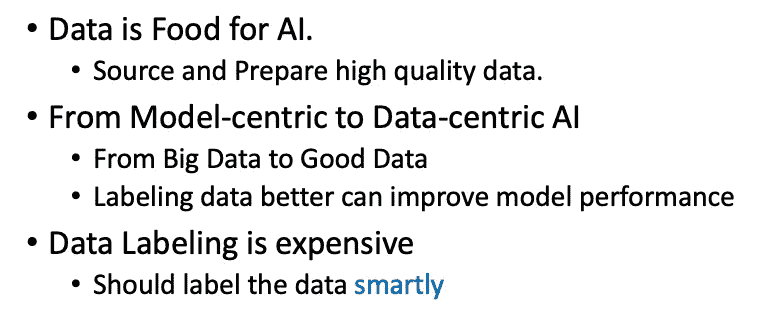 • Data is Food for AI.
• Source and Prepare high quality data.
• From Model-centric to Data-centric AI
• From Big Data to Good Data
• Labeling data better can improve model performance
• Data Labeling is expensive
• Should label the data smartly